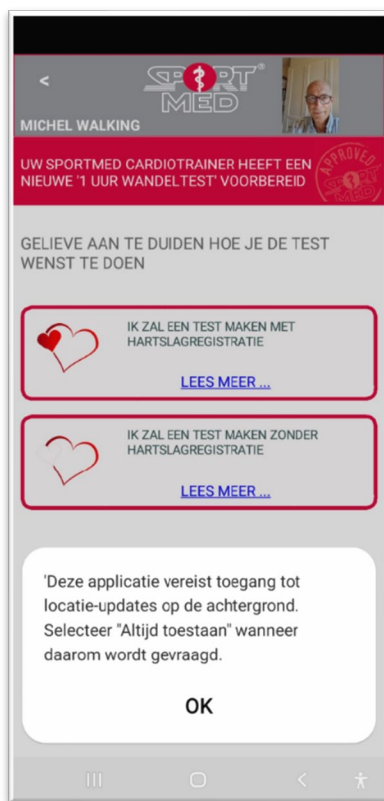 <
SPORT®
MED
MICHEL WALKING
UW SPORTMED CARDIOTRAINER HEEFT EEN
NIEUWE '1 UUR WANDELTEST' VOORBEREID
APPROVED
SPORT
MED
GELIEVE AAN TE DUIDEN HOE JE DE TEST
WENST TE DOEN
IK ZAL EEN TEST MAKEN MET
HARTSLAGREGISTRATIE
LEES MEER ...
IK ZAL EEN TEST MAKEN ZONDER
HARTSLAGREGISTRATIE
LEES MEER ...
'Deze applicatie vereist toegang tot
locatie-updates op de achtergrond.
Selecteer "Altijd toestaan" wanneer
daarom wordt gevraagd.
OK